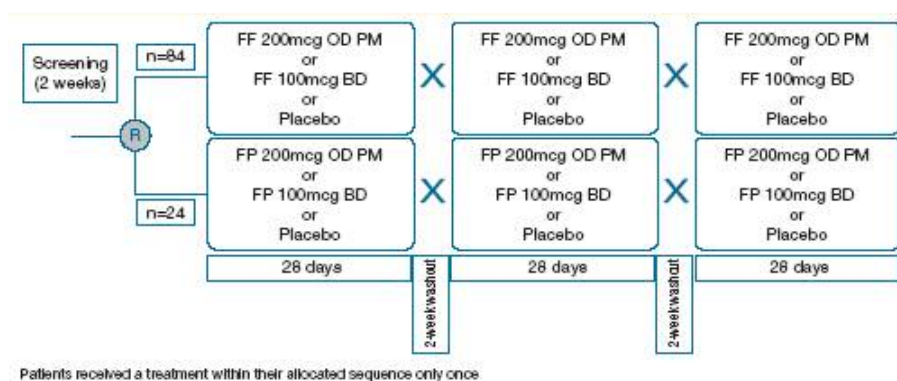 Screening
(2 weeks)
n=84
R
n=24
FF 200mcg OD PM
or
FF 100mcg BD
or
Placebo
X
FF 200mcg OD PM
or
FF 100mcg BD
or
Placebo
X
FF 200mcg OD PM
or
FF 100mcg BD
or
Placebo
FP 200mcg OD PM
or
FP 100mcg BD
or
Placebo
X
FP 200mcg OD PM
or
FP 100mcg BD
or
Placebo
X
FP 200mcg OD PM
or
FP 100mcg BD
or
Placebo
28 days
2-week washout
28 days
2-week washout
28 days
Patients received a treatment within their allocated sequence only once